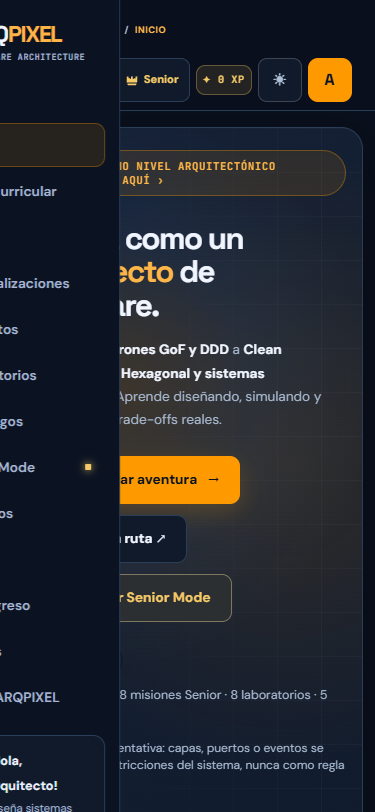 QPIXEL
RE ARCHITECTURE
/ INICIO
Senior
✦ 0 XP
A
O NIVEL ARQUITECTÓNICO
AQUÍ ›
urricular
como un
ecto de
are.
alizaciones
tos
rones GoF y DDD a Clean
Hexagonal y sistemas
torios
Aprende diseñando, simulando y
gos
rade-offs reales.
Mode
ar aventura →
os
ruta ↗
greso
r Senior Mode
s
ARQPIXEL
8 misiones Senior · 8 laboratorios · 5
ola,
quitecto!
seña sistemas
entativa: capas, puertos o eventos se
tricciones del sistema, nunca como regla